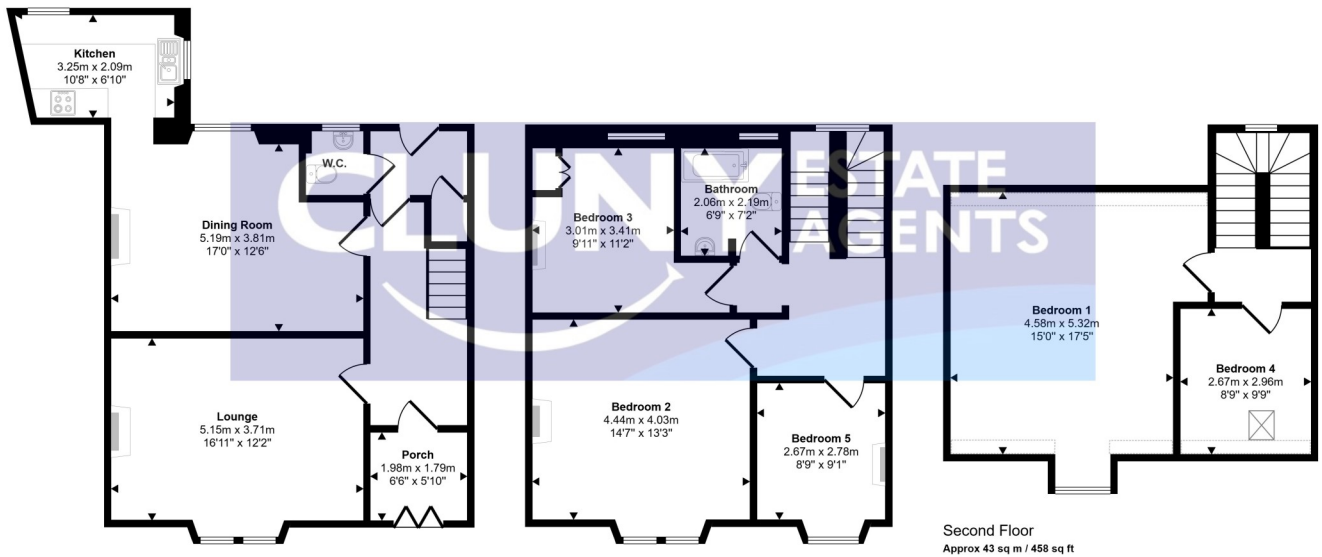 Kitchen
3.25m x 2.09m
10'8" x 6'10"
W.C.
Dining Room
5.19m x 3.81m
17'0" x 12'6"
Lounge
5.15m x 3.71m
16'11" x 12'2"
Porch
1.98m x 1.79m
6'6" x 5'10"
Bedroom 3
3.01m x 3.41m
9'11" x 11'2"
Bathroom
2.06m x 2.19m
6'9" x 7'2"
Bedroom 2
4.44m x 4.03m
14'7" x 13'3"
Bedroom 5
2.67m x 2.78m
8'9" x 9'1"
Bedroom 1
4.58m x 5.32m
15'0" x 17'5"
Bedroom 4
2.67m x 2.96m
8'9" x 9'9"
Second Floor
Approx 43 sq m / 458 sq ft
CLUNY ESTATE
AGENTS